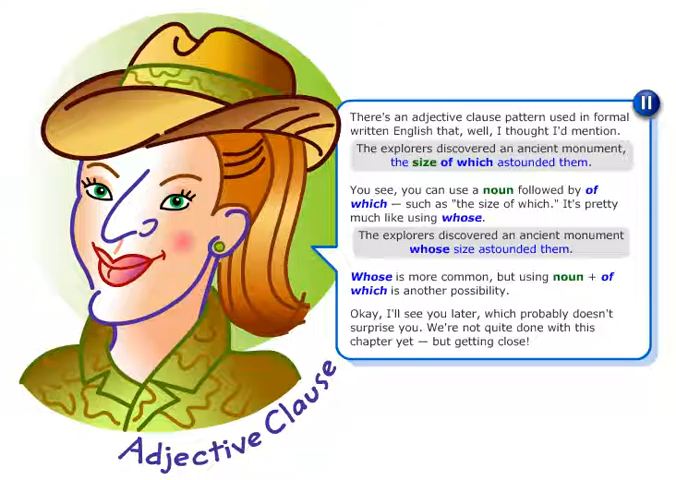 There's an adjective clause pattern used in formal
written English that, well, I thought I'd mention.
The explorers discovered an ancient monument,
the size of which astounded them.
You see, you can use a noun followed by of
which — such as "the size of which." It's pretty
much like using whose.
The explorers discovered an ancient monument
whose size astounded them.
Whose is more common, but using noun + of
which is another possibility.
Okay, I'll see you later, which probably doesn't
surprise you. We're not quite done with this
chapter yet — but getting close!
Adjective Clause